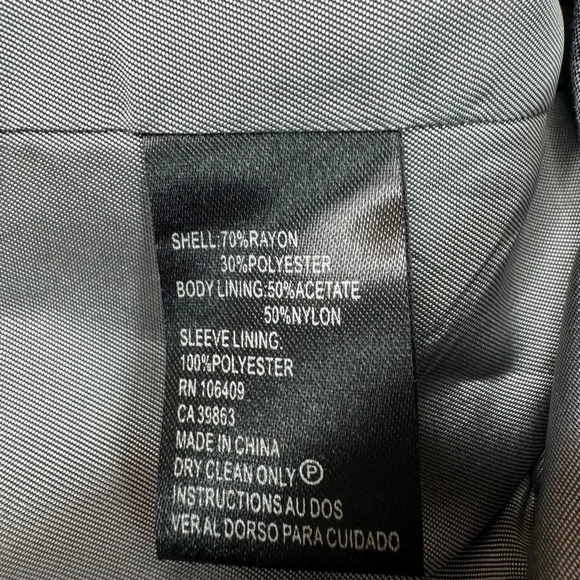 SHELL:70%RAYON
30%POLYESTER
BODY LINING:50%ACETATE
50%NYLON
SLEEVE LINING:
100%POLYESTER
RN 106409
CA 39863
MADE IN CHINA
DRY CLEAN ONLY Ⓟ
INSTRUCTIONS AU DOS
VER AL DORSO PARA CUIDADO